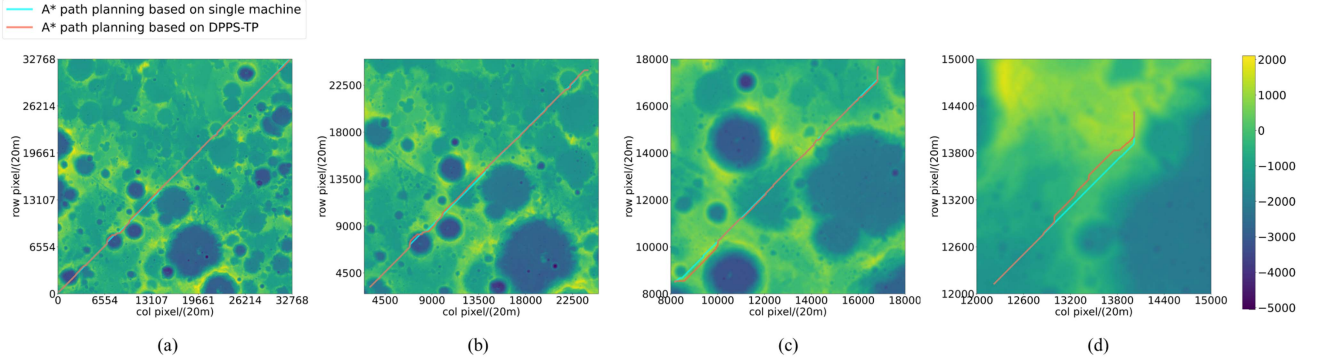 A* path planning based on single machine
A* path planning based on DPPS-TP
32768
26214
19661
13107
6554
0
row pixel/(20m)
0 6554 13107 19661 26214 32768
col pixel/(20m)
(a)
22500
18000
13500
9000
4500
row pixel/(20m)
4500 9000 13500 18000 22500
col pixel/(20m)
(b)
18000
16000
14000
12000
10000
8000
row pixel/(20m)
8000 10000 12000 14000 16000 18000
col pixel/(20m)
(c)
15000
14400
13800
13200
12600
12000
row pixel/(20m)
12000 12600 13200 13800 14400 15000
col pixel/(20m)
(d)
2000
1000
0
−1000
−2000
−3000
−4000
−5000